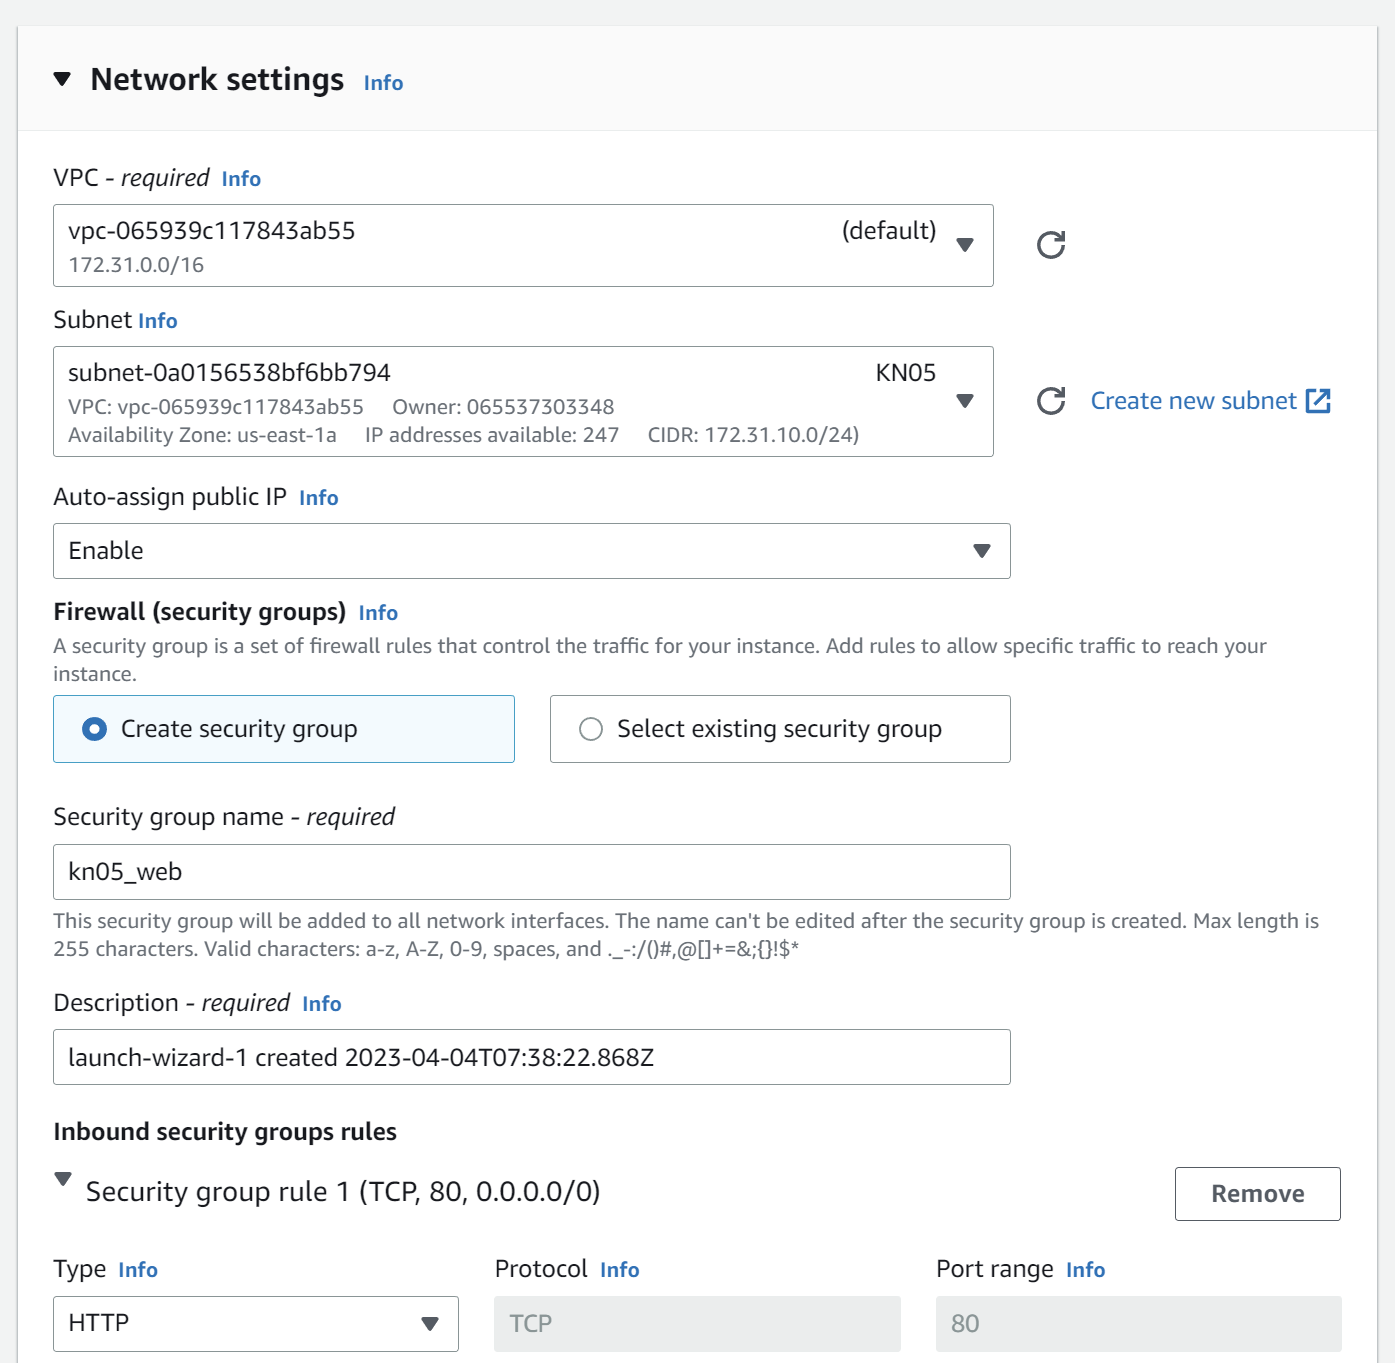 Network settings Info
VPC - required Info
vpc-065939c117843ab55 (default)
172.31.0.0/16
Subnet Info
subnet-0a0156538bf6bb794 KN05
VPC: vpc-065939c117843ab55 Owner: 065537303348
Availability Zone: us-east-1a IP addresses available: 247 CIDR: 172.31.10.0/24)
Create new subnet
Auto-assign public IP Info
Enable
Firewall (security groups) Info
A security group is a set of firewall rules that control the traffic for your instance. Add rules to allow specific traffic to reach your
instance.
Create security group Select existing security group
Security group name - required
kn05_web
This security group will be added to all network interfaces. The name can't be edited after the security group is created. Max length is
255 characters. Valid characters: a-z, A-Z, 0-9, spaces, and ._-:/()#,@[]+=&;{}!$*
Description - required Info
launch-wizard-1 created 2023-04-04T07:38:22.868Z
Inbound security groups rules
Security group rule 1 (TCP, 80, 0.0.0.0/0) Remove
Type Info Protocol Info Port range Info
HTTP TCP 80